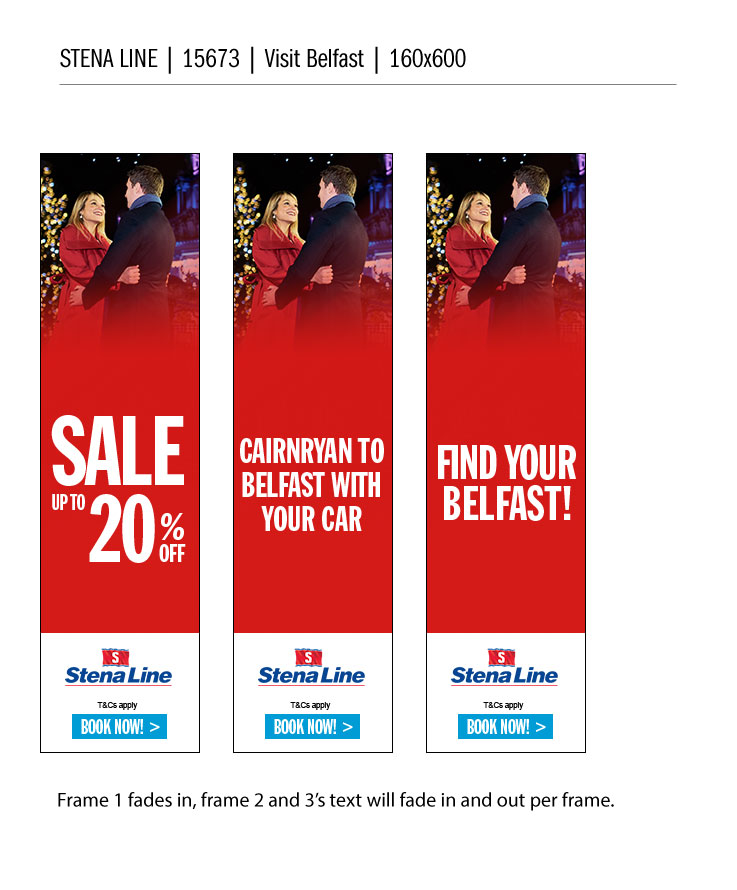 STENA LINE | 15673 | Visit Belfast | 160x600
SALE
UP TO
20%
OFF
S
Stena Line
T&Cs apply
BOOK NOW! >
CAIRNRYAN TO
BELFAST WITH
YOUR CAR
S
Stena Line
T&Cs apply
BOOK NOW! >
FIND YOUR
BELFAST!
S
Stena Line
T&Cs apply
BOOK NOW! >
Frame 1 fades in, frame 2 and 3’s text will fade in and out per frame.